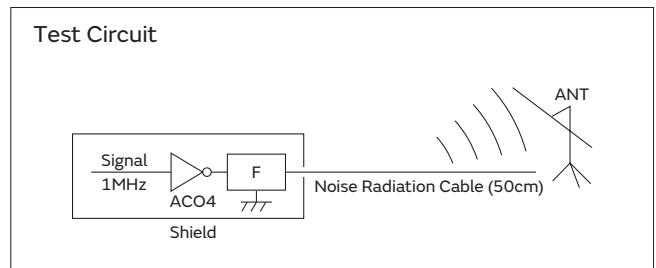 Test Circuit
ANT
Signal
1MHz
F
ACO4
Noise Radiation Cable (50cm)
Shield